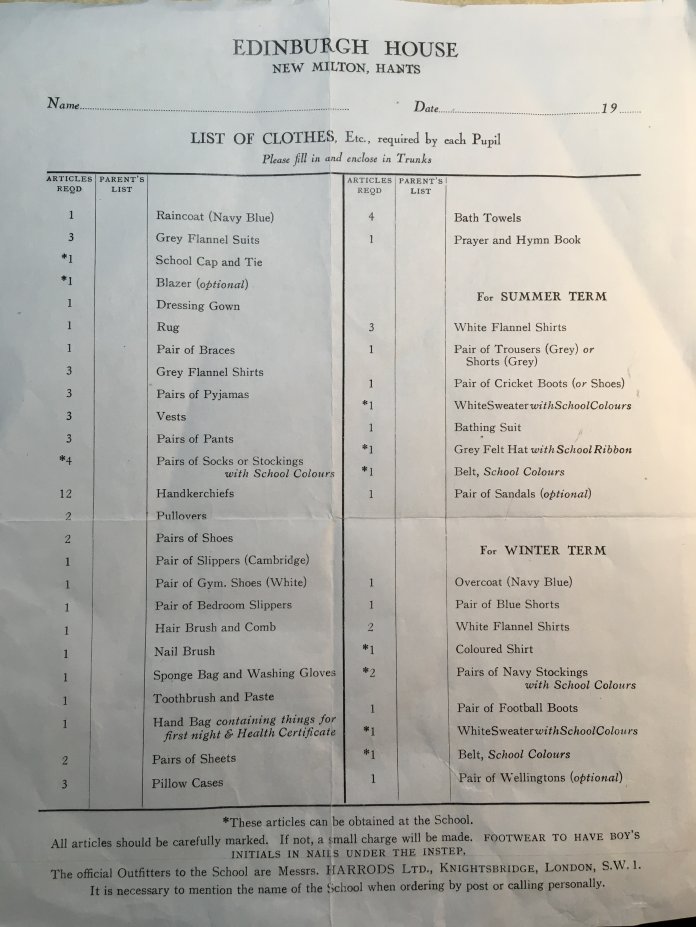 EDINBURGH HOUSE
NEW MILTON, HANTS
Name.......... Date.......... 19 ......
LIST OF CLOTHES, Etc., required by each Pupil
Please fill in and enclose in Trunks
ARTICLES REQD PARENT'S LIST
1 Raincoat (Navy Blue)
3 Grey Flannel Suits
*1 School Cap and Tie
*1 Blazer (optional)
1 Dressing Gown
1 Rug
1 Pair of Braces
3 Grey Flannel Shirts
3 Pairs of Pyjamas
3 Vests
3 Pairs of Pants
*4 Pairs of Socks or Stockings
with School Colours
12 Handkerchiefs
2 Pullovers
2 Pairs of Shoes
1 Pair of Slippers (Cambridge)
1 Pair of Gym. Shoes (White)
1 Pair of Bedroom Slippers
1 Hair Brush and Comb
1 Nail Brush
1 Sponge Bag and Washing Gloves
1 Toothbrush and Paste
1 Hand Bag containing things for
first night & Health Certificate
2 Pairs of Sheets
3 Pillow Cases
ARTICLES REQD PARENT'S LIST
4 Bath Towels
1 Prayer and Hymn Book
For SUMMER TERM
3 White Flannel Shirts
1 Pair of Trousers (Grey) or
Shorts (Grey)
1 Pair of Cricket Boots (or Shoes)
*1 White Sweater with School Colours
1 Bathing Suit
*1 Grey Felt Hat with School Ribbon
*1 Belt, School Colours
1 Pair of Sandals (optional)
For WINTER TERM
1 Overcoat (Navy Blue)
1 Pair of Blue Shorts
2 White Flannel Shirts
*1 Coloured Shirt
*2 Pairs of Navy Stockings
with School Colours
1 Pair of Football Boots
*1 White Sweater with School Colours
*1 Belt, School Colours
1 Pair of Wellingtons (optional)
*These articles can be obtained at the School.
All articles should be carefully marked. If not, a small charge will be made. FOOTWEAR TO HAVE BOY'S
INITIALS IN NAILS UNDER THE INSTEP.
The official Outfitters to the School are Messrs. HARRODS LTD., KNIGHTSBRIDGE, LONDON, S.W.1.
It is necessary to mention the name of the School when ordering by post or calling personally.